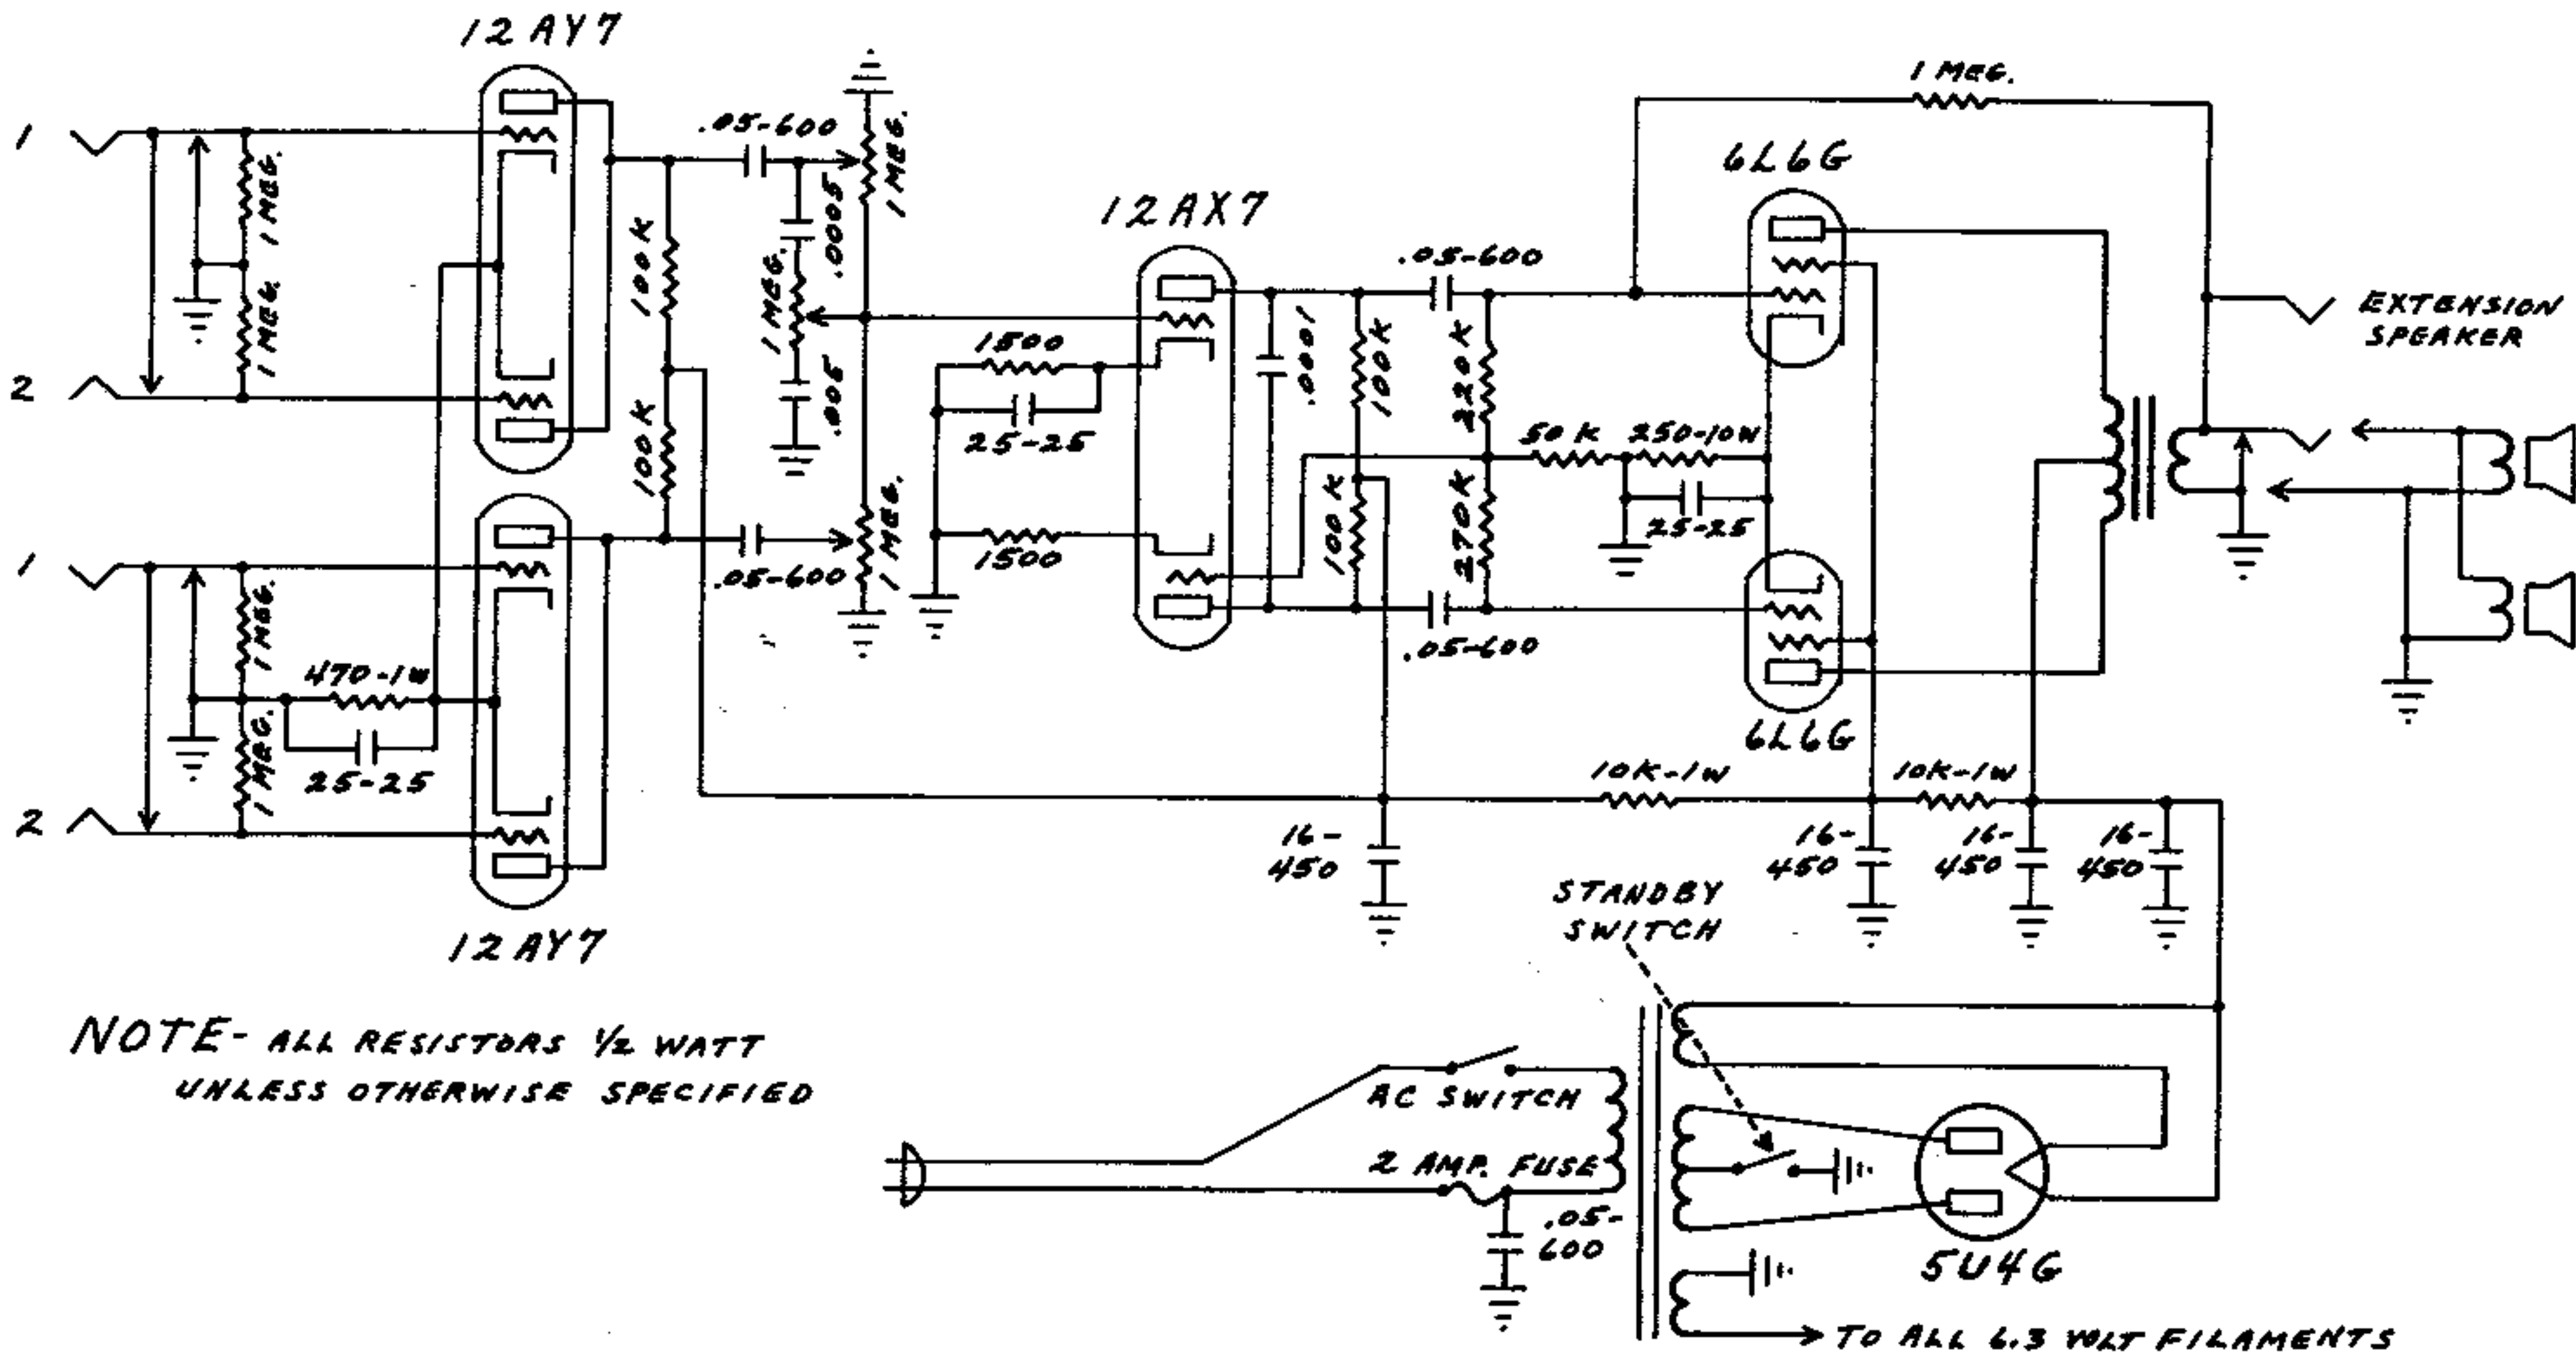 12AY7
1
2
1 MEG.
1 MEG.
.05-600
1 MEG.
.0005
1 MEG.
.005
100K
100K
12AX7
1500
25-25
1500
.0001
100K
100K
.05-600
220K
270K
.05-600
50K
250-10W
25-25
1 MEG.
6L6G
6L6G
EXTENSION
SPEAKER
1
2
1 MEG.
1 MEG.
470-1W
25-25
.05-600
1 MEG.
12AY7
10K-1W
10K-1W
16-
450
16-
450
16-
450
16-
450
STANDBY
SWITCH
NOTE- ALL RESISTORS 1/2 WATT
UNLESS OTHERWISE SPECIFIED
AC SWITCH
2 AMP. FUSE
.05-
600
5U4G
TO ALL 6.3 VOLT FILAMENTS